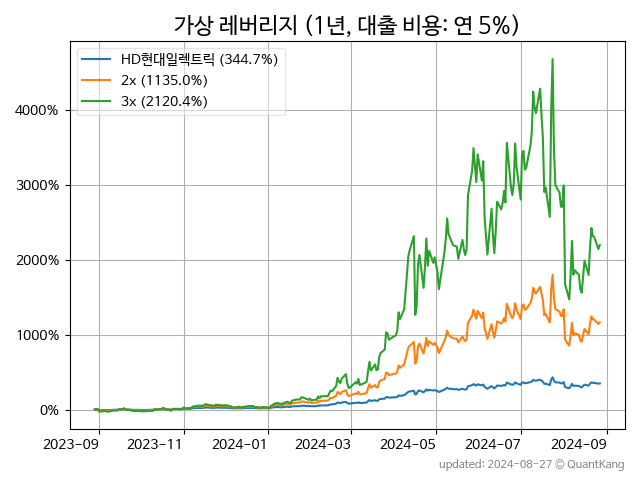 가상 레버리지 (1년, 대출 비용: 연 5%)
HD현대일렉트릭 (344.7%)
2x (1135.0%)
3x (2120.4%)
4000%
3000%
2000%
1000%
0%
2023-09 2023-11 2024-01 2024-03 2024-05 2024-07 2024-09
updated: 2024-08-27 © QuantKang